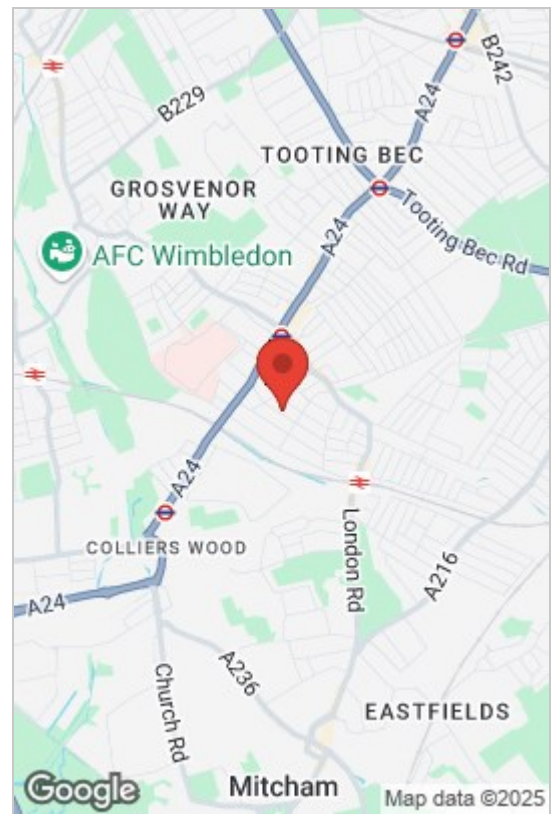 B229
A24
B242
TOOTING BEC
GROSVENOR
WAY
A24
Tooting Bec Rd
AFC Wimbledon
A24
COLLIERS WOOD
London Rd
A216
A24
A236
Church Rd
EASTFIELDS
Mitcham
Google
Map data ©2025